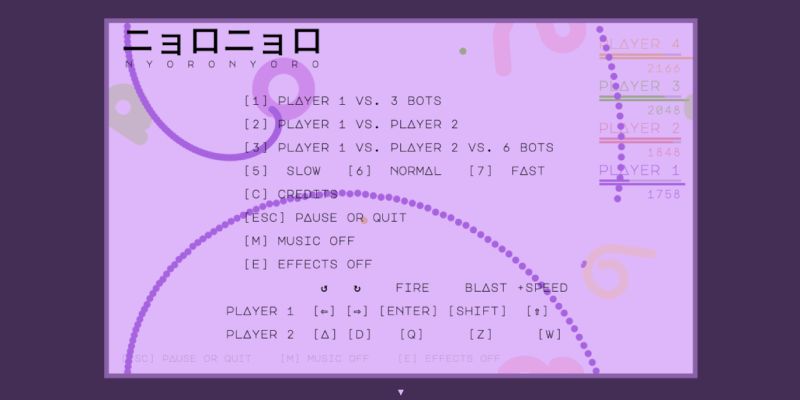 ニョロニョロ
NYORONYORO
PLAYER 4
2166
PLAYER 3
2048
PLAYER 2
1848
PLAYER 1
1758
[1] PLAYER 1 VS. 3 BOTS
[2] PLAYER 1 VS. PLAYER 2
[3] PLAYER 1 VS. PLAYER 2 VS. 6 BOTS
[5] SLOW [6] NORMAL [7] FAST
[C] CREDITS
[ESC] PAUSE OR QUIT
[M] MUSIC OFF
[E] EFFECTS OFF
↺ ↻ FIRE BLAST +SPEED
PLAYER 1 [⇦] [⇨] [ENTER] [SHIFT] [⇧]
PLAYER 2 [A] [D] [Q] [Z] [W]
[ESC] PAUSE OR QUIT [M] MUSIC OFF [E] EFFECTS OFF